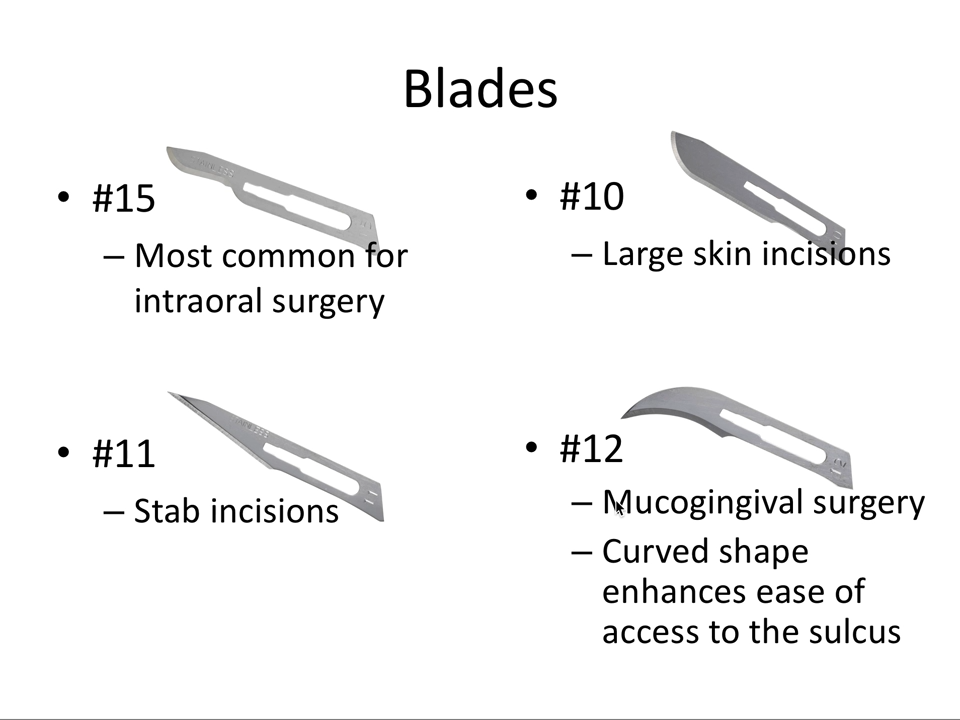 Blades
• #15
– Most common for
intraoral surgery
• #10
– Large skin incisions
• #11
– Stab incisions
• #12
– Mucogingival surgery
– Curved shape
enhances ease of
access to the sulcus